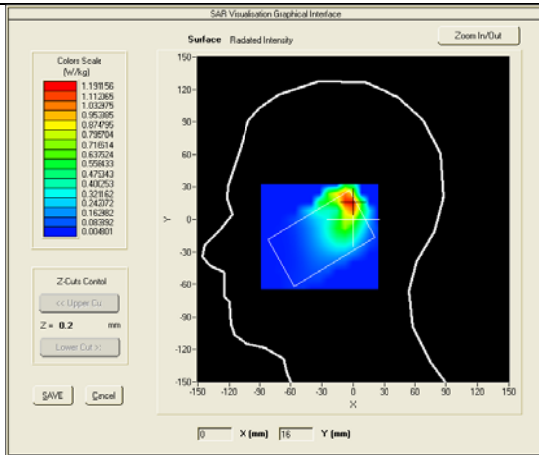 SAR Visualisation Graphical Interface
Surface Radiated Intensity
Zoom In/Out
Colors Scale
(W/kg)
1.191156
1.112065
1.032975
0.953885
0.874795
0.795704
0.716614
0.637524
0.558433
0.479343
0.400253
0.321162
0.242072
0.162982
0.083892
0.004801
150
120
90
60
30
0
-30
-60
-90
-120
-150
Y
-150 -120 -90 -60 -30 0 30 60 90 120 150
X
Z-Cuts Contol
<< Upper Cu
Z = 0.2 mm
Lower Cut >:
SAVE Cancel
0 X (mm) 16 Y (mm)